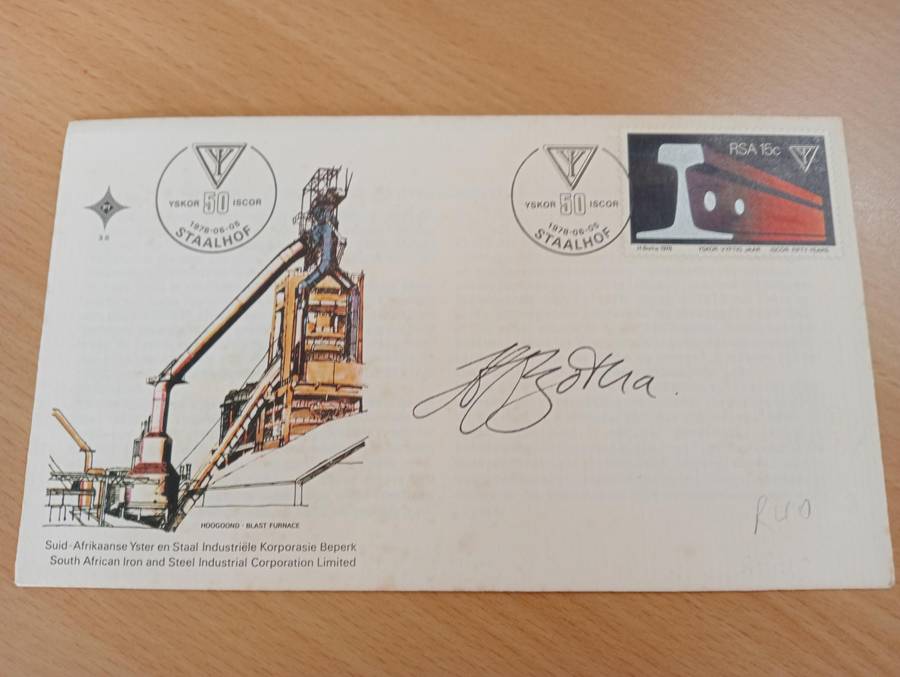 YSKOR 50 ISCOR
1978-06-05
STAALHOF
YSKOR 50 ISCOR
1978-06-05
STAALHOF
RSA 15c
YSKOR VYFTIG JAAR ISCOR FIFTY YEARS
Botha.
R40
HOOGOOND · BLAST FURNACE
Suid-Afrikaanse Yster en Staal Industriële Korporasie Beperk
South African Iron and Steel Industrial Corporation Limited